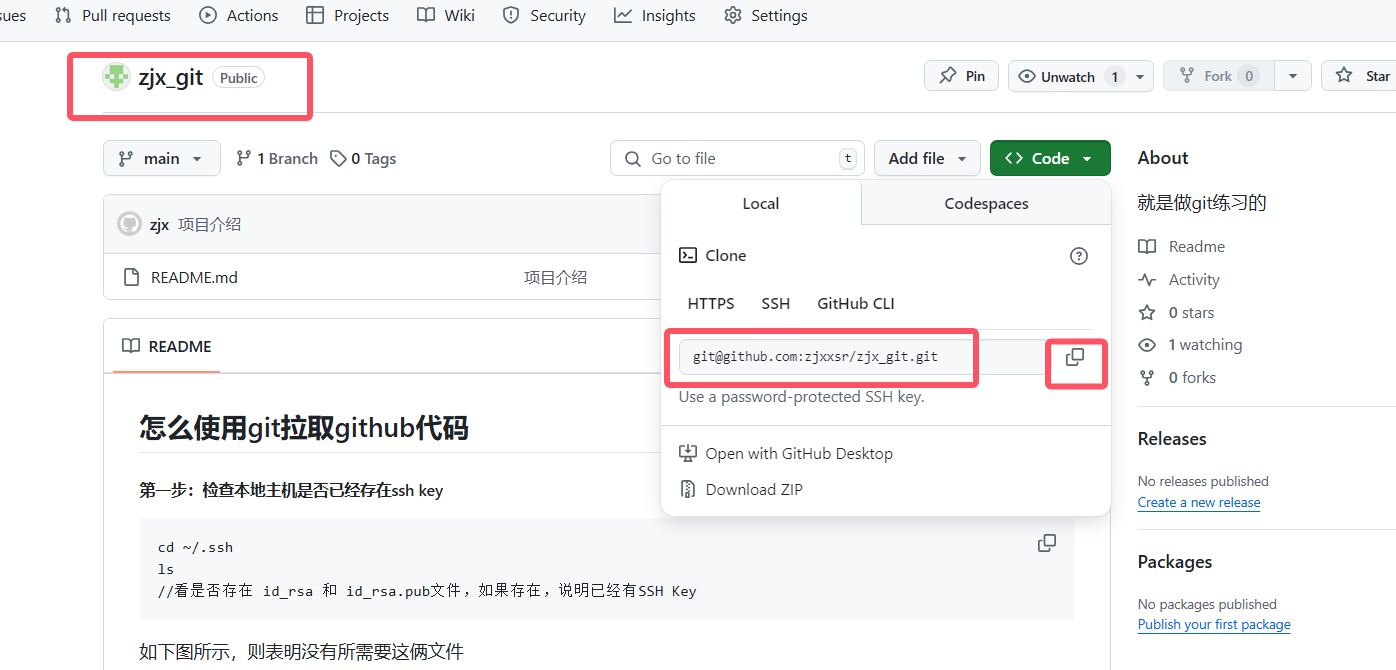 sues Pull requests Actions Projects Wiki Security Insights Settings
zjx_git Public Pin Unwatch 1 Fork 0 Star
main 1 Branch 0 Tags Go to file t Add file Code
About
Local Codespaces
就是做git练习的
zjx 项目介绍
Clone
Readme
README.md 项目介绍
Activity
HTTPS SSH GitHub CLI
0 stars
git@github.com:zjxxsr/zjx_git.git
1 watching
README
0 forks
Use a password-protected SSH key.
怎么使用git拉取github代码
Releases
Open with GitHub Desktop
No releases published
Download ZIP
第一步：检查本地主机是否已经存在ssh key
Create a new release
cd ~/.ssh
ls
//看是否存在 id_rsa 和 id_rsa.pub文件，如果存在，说明已经有SSH Key
Packages
No packages published
Publish your first package
如下图所示，则表明没有所需要这俩文件